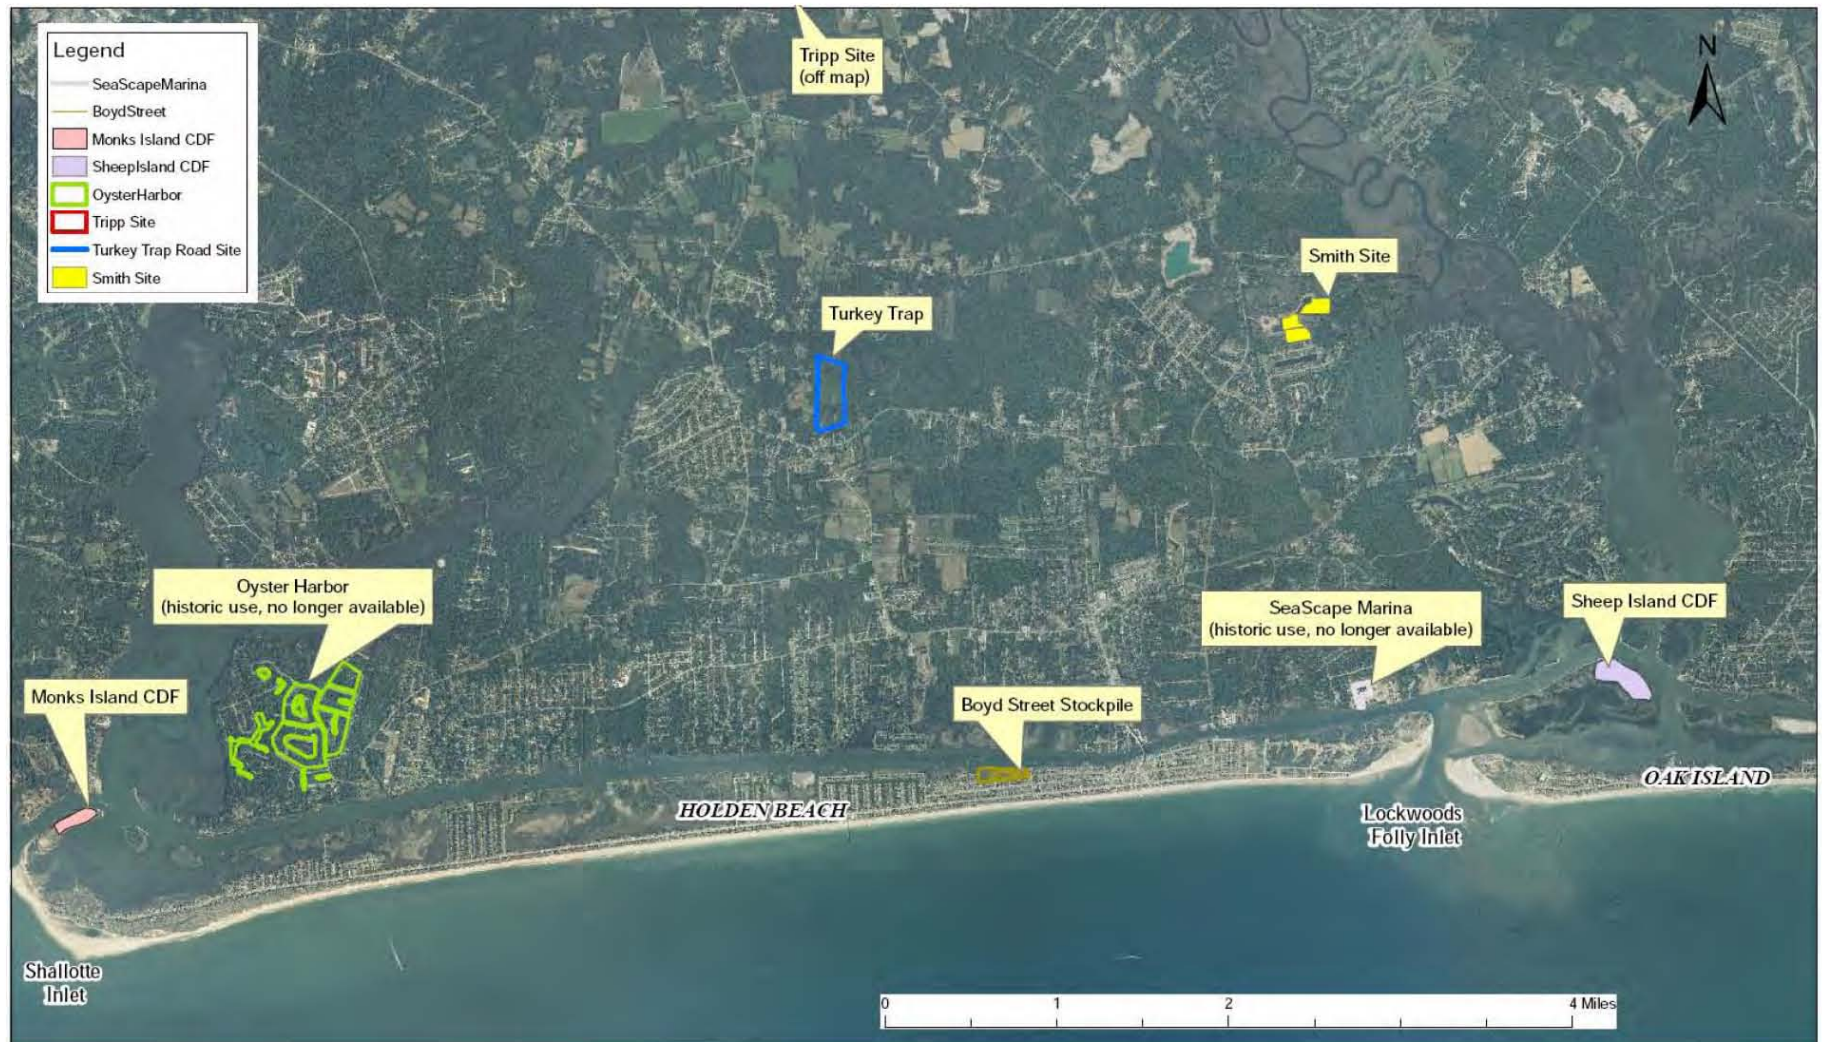 Legend
SeaScapeMarina
BoydStreet
Monks Island CDF
SheepIsland CDF
OysterHarbor
Tripp Site
Turkey Trap Road Site
Smith Site
Tripp Site
(off map)
N
Smith Site
Turkey Trap
Oyster Harbor
(historic use, no longer available)
SeaScape Marina
(historic use, no longer available)
Sheep Island CDF
Monks Island CDF
Boyd Street Stockpile
OAK ISLAND
HOLDEN BEACH
Lockwoods
Folly Inlet
Shallotte
Inlet
0 1 2 4 Miles